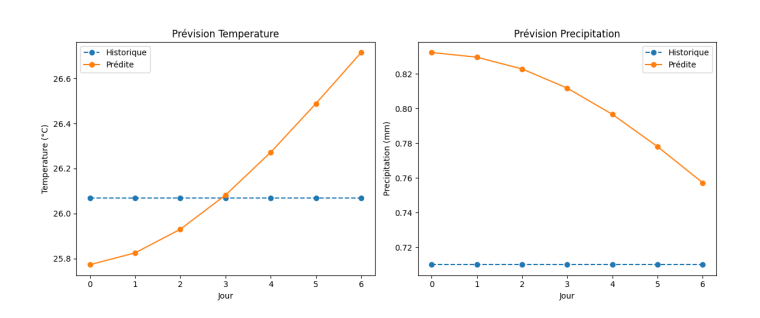 Prévision Temperature
Historique
Prédite
26.6
26.4
26.2
26.0
25.8
Temperature (°C)
0 1 2 3 4 5 6
Jour
Prévision Precipitation
Historique
Prédite
0.82
0.80
0.78
0.76
0.74
0.72
Precipitation (mm)
0 1 2 3 4 5 6
Jour